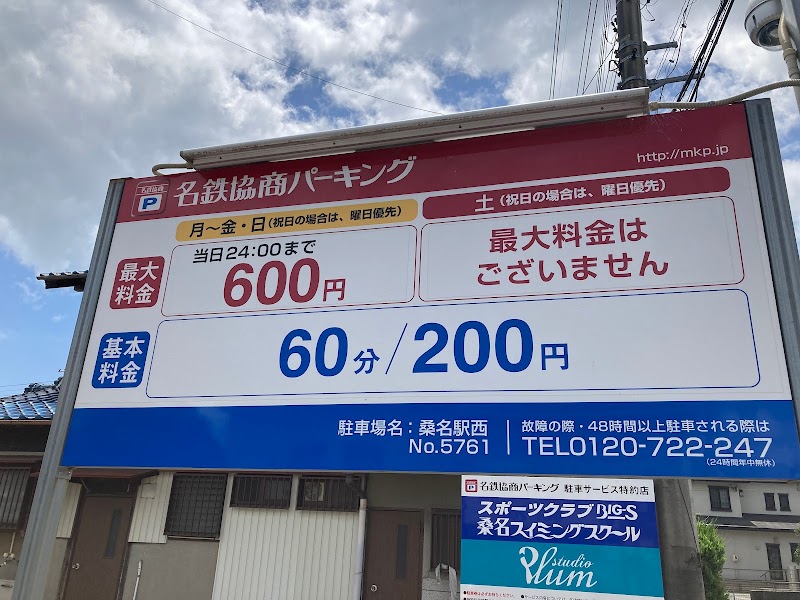 名鉄協商
P
名鉄協商パーキング
http://mkp.jp
月〜金・日(祝日の場合は、曜日優先)
土(祝日の場合は、曜日優先)
最大
料金
当日24:00まで
600円
最大料金は
ございません
基本
料金
60分/200円
駐車場名:桑名駅西
No.5761
故障の際・48時間以上駐車される際は
TEL0120-722-247
(24時間年中無休)
P 名鉄協商パーキング 駐車サービス特約店
スポーツクラブBIG-S
桑名スイミングスクール
studio
Plum